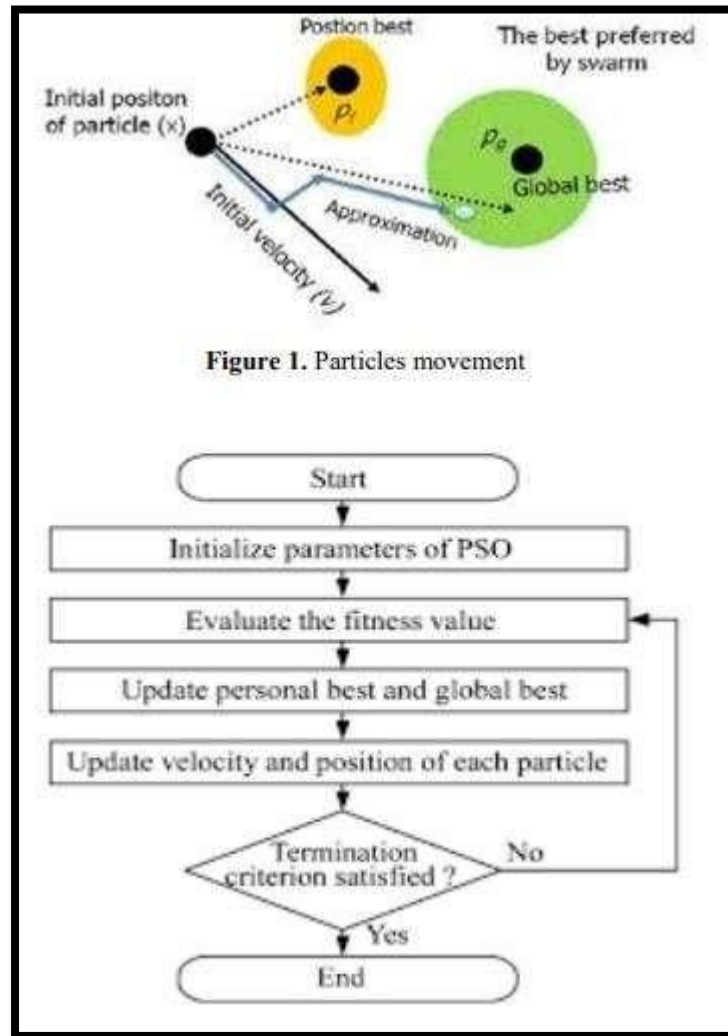 Postion best
The best preferred
by swarm
Initial positon
of particle (x)
pᵢ
p_g
Global best
Approximation
Initial velocity (v)
Figure 1. Particles movement
Start
Initialize parameters of PSO
Evaluate the fitness value
Update personal best and global best
Update velocity and position of each particle
Termination
criterion satisfied ?
No
Yes
End